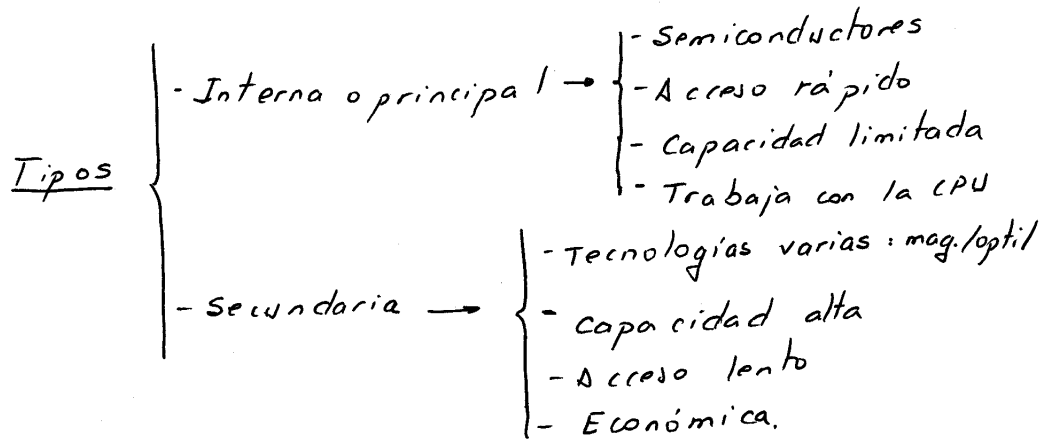 Tipos
- Interna o principal →
- Semiconductores
- Acceso rápido
- Capacidad limitada
- Trabaja con la CPU
- Secundaria →
- Tecnologías varias: mag./opti/
- Capacidad alta
- Acceso lento
- Económica.